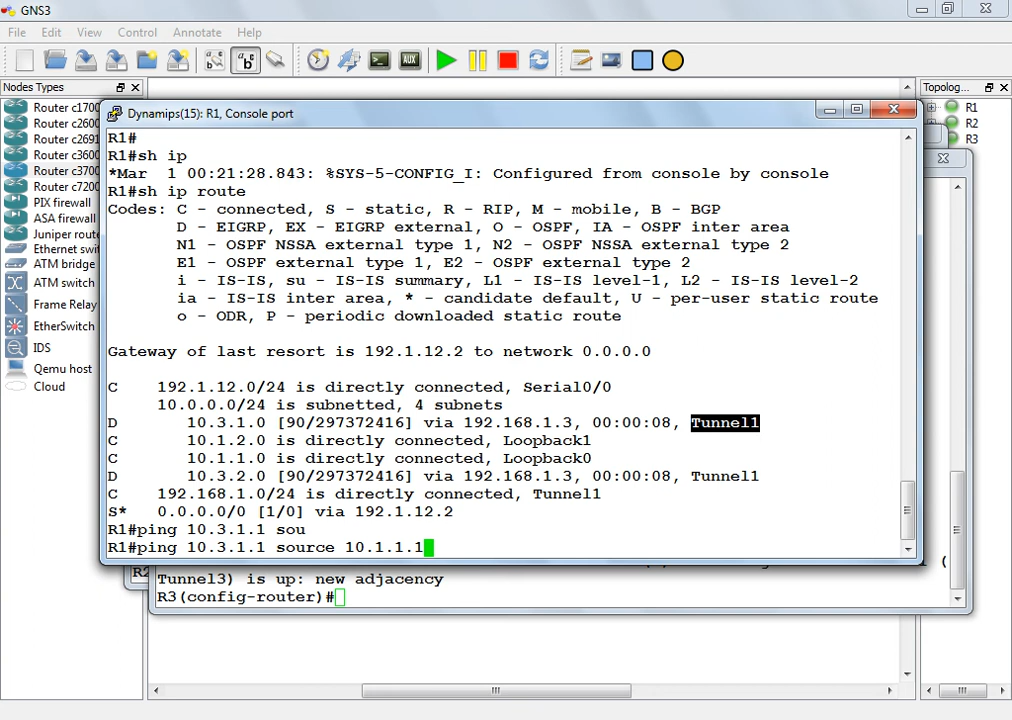 GNS3
File Edit View Control Annotate Help
AUX
Nodes Types
Topolog...
Router c1700
Router c2600
Router c2691
Router c3600
Router c3700
Router c7200
PIX firewall
ASA firewall
Juniper route
Ethernet swi
ATM bridge
ATM switch
Frame Relay
EtherSwitch
IDS
Qemu host
Cloud
R1
R2
R3
Dynamips(15): R1, Console port
R1#
R1#sh ip
*Mar  1 00:21:28.843: %SYS-5-CONFIG_I: Configured from console by console
R1#sh ip route
Codes: C - connected, S - static, R - RIP, M - mobile, B - BGP
D - EIGRP, EX - EIGRP external, O - OSPF, IA - OSPF inter area
N1 - OSPF NSSA external type 1, N2 - OSPF NSSA external type 2
E1 - OSPF external type 1, E2 - OSPF external type 2
i - IS-IS, su - IS-IS summary, L1 - IS-IS level-1, L2 - IS-IS level-2
ia - IS-IS inter area, * - candidate default, U - per-user static route
o - ODR, P - periodic downloaded static route
Gateway of last resort is 192.1.12.2 to network 0.0.0.0
C    192.1.12.0/24 is directly connected, Serial0/0
10.0.0.0/24 is subnetted, 4 subnets
D       10.3.1.0 [90/297372416] via 192.168.1.3, 00:00:08, Tunnel1
C       10.1.2.0 is directly connected, Loopback1
C       10.1.1.0 is directly connected, Loopback0
D       10.3.2.0 [90/297372416] via 192.168.1.3, 00:00:08, Tunnel1
C    192.168.1.0/24 is directly connected, Tunnel1
S*   0.0.0.0/0 [1/0] via 192.1.12.2
R1#ping 10.3.1.1 sou
R1#ping 10.3.1.1 source 10.1.1.1
R2
Tunnel3) is up: new adjacency
R3(config-router)#